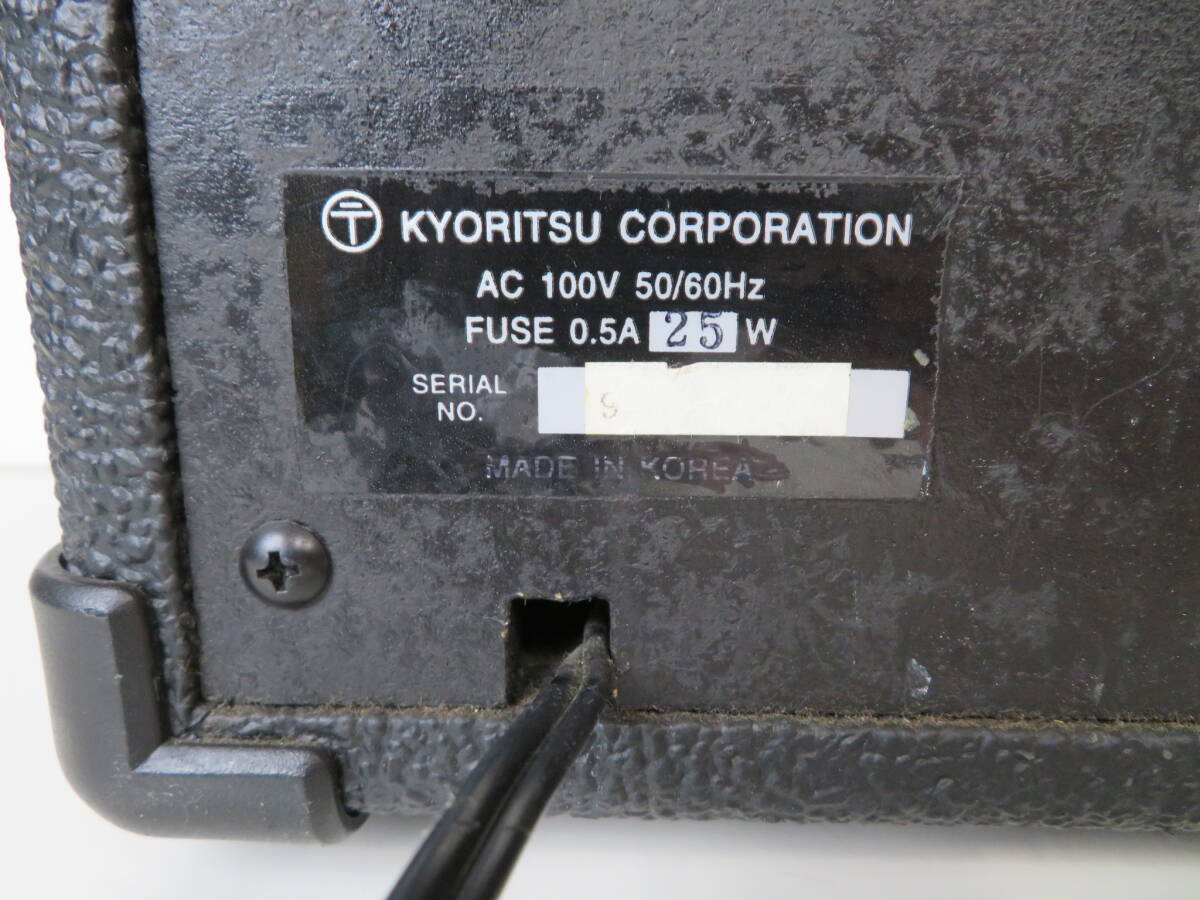 KYORITSU CORPORATION
AC 100V 50/60Hz
FUSE 0.5A 25 W
SERIAL
NO.
S
MADE IN KOREA